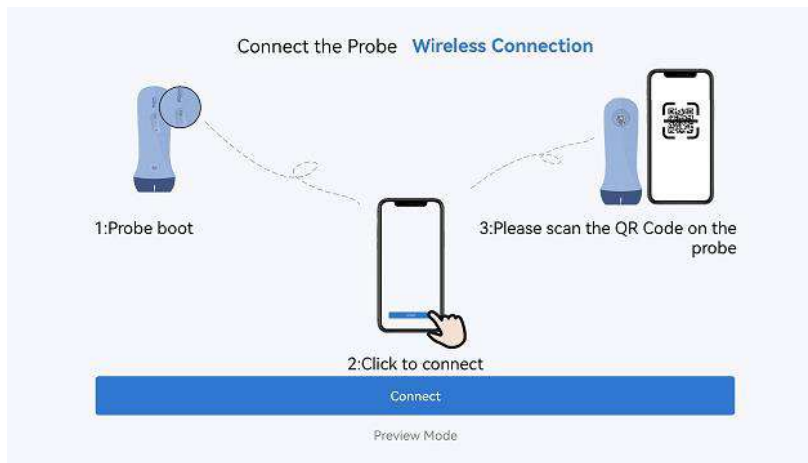 Connect the Probe Wireless Connection
1:Probe boot
3:Please scan the QR Code on the
probe
2:Click to connect
Connect
Preview Mode